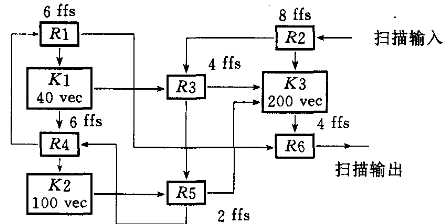 6 ffs
8 ffs
R1
R2
扫描输入
K1
40 vec
R3
4 ffs
K3
200 vec
6 ffs
4 ffs
R4
R6
扫描输出
K2
100 vec
R5
2 ffs